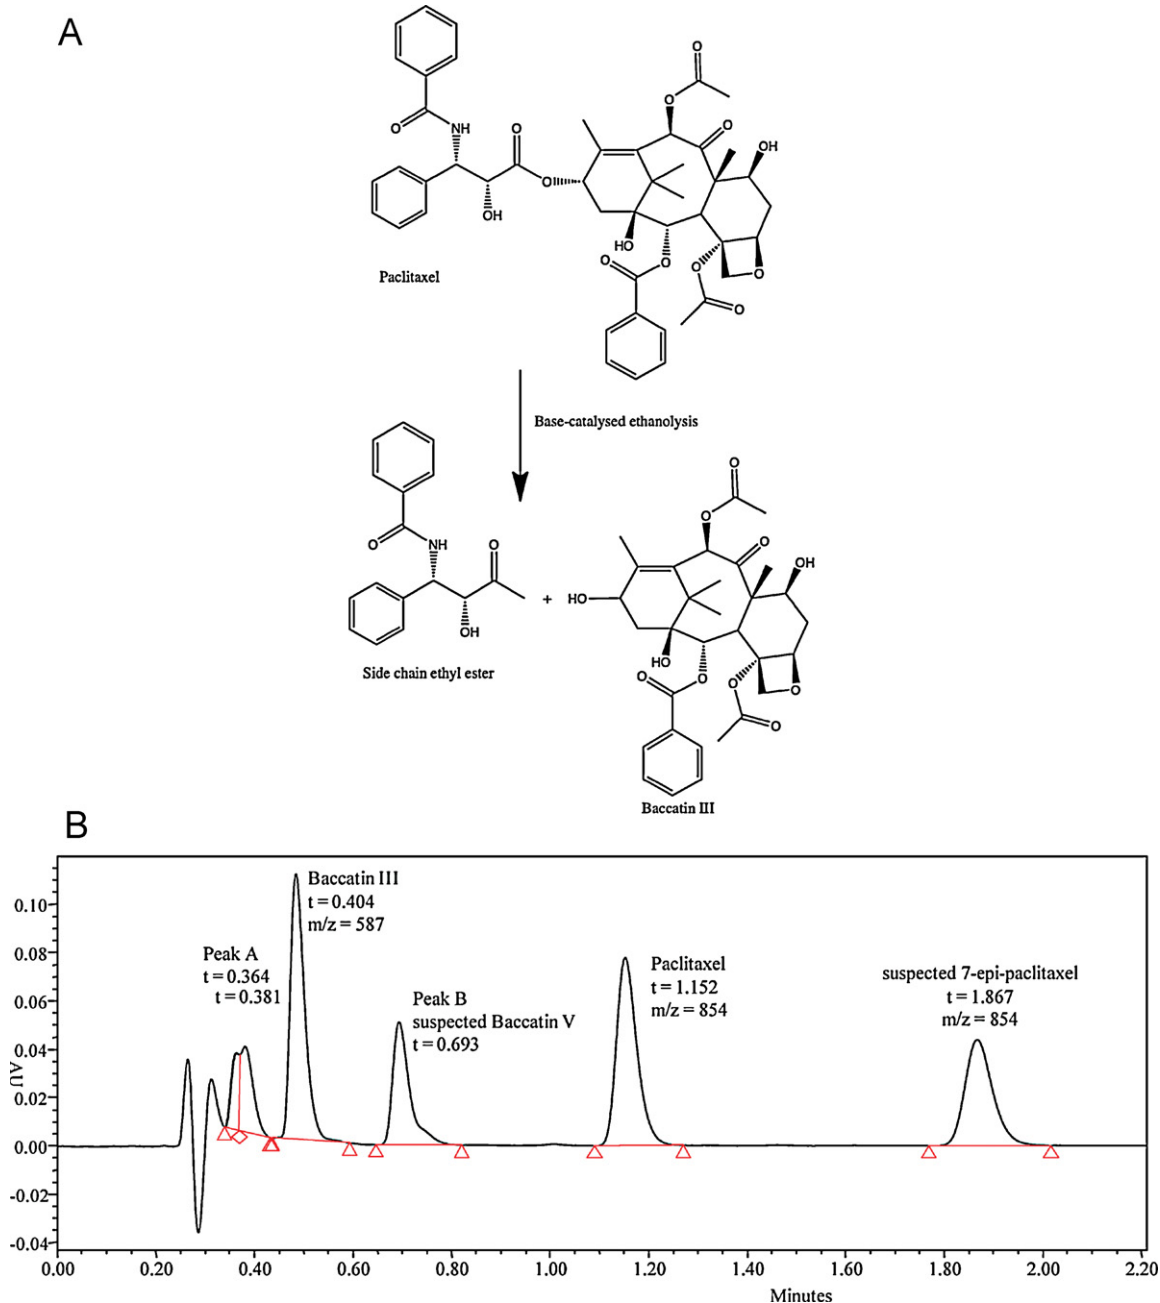 A
O
O
O
O
NH
O
OH
O
O
OH
HO
O
O
O
O
O
Paclitaxel
Base-catalysed ethanolysis
O
O
O
NH
O
O
OH
HO
+
OH
HO
O
O
O
O
O
Side chain ethyl ester
Baccatin III
B
Baccatin III
t = 0.404
m/z = 587
Peak A
t = 0.364
t = 0.381
Peak B
suspected Baccatin V
t = 0.693
Paclitaxel
t = 1.152
m/z = 854
suspected 7-epi-paclitaxel
t = 1.867
m/z = 854
0.10
0.08
0.06
0.04
0.02
0.00
-0.02
-0.04
AU
0.00 0.20 0.40 0.60 0.80 1.00 1.20 1.40 1.60 1.80 2.00 2.20
Minutes